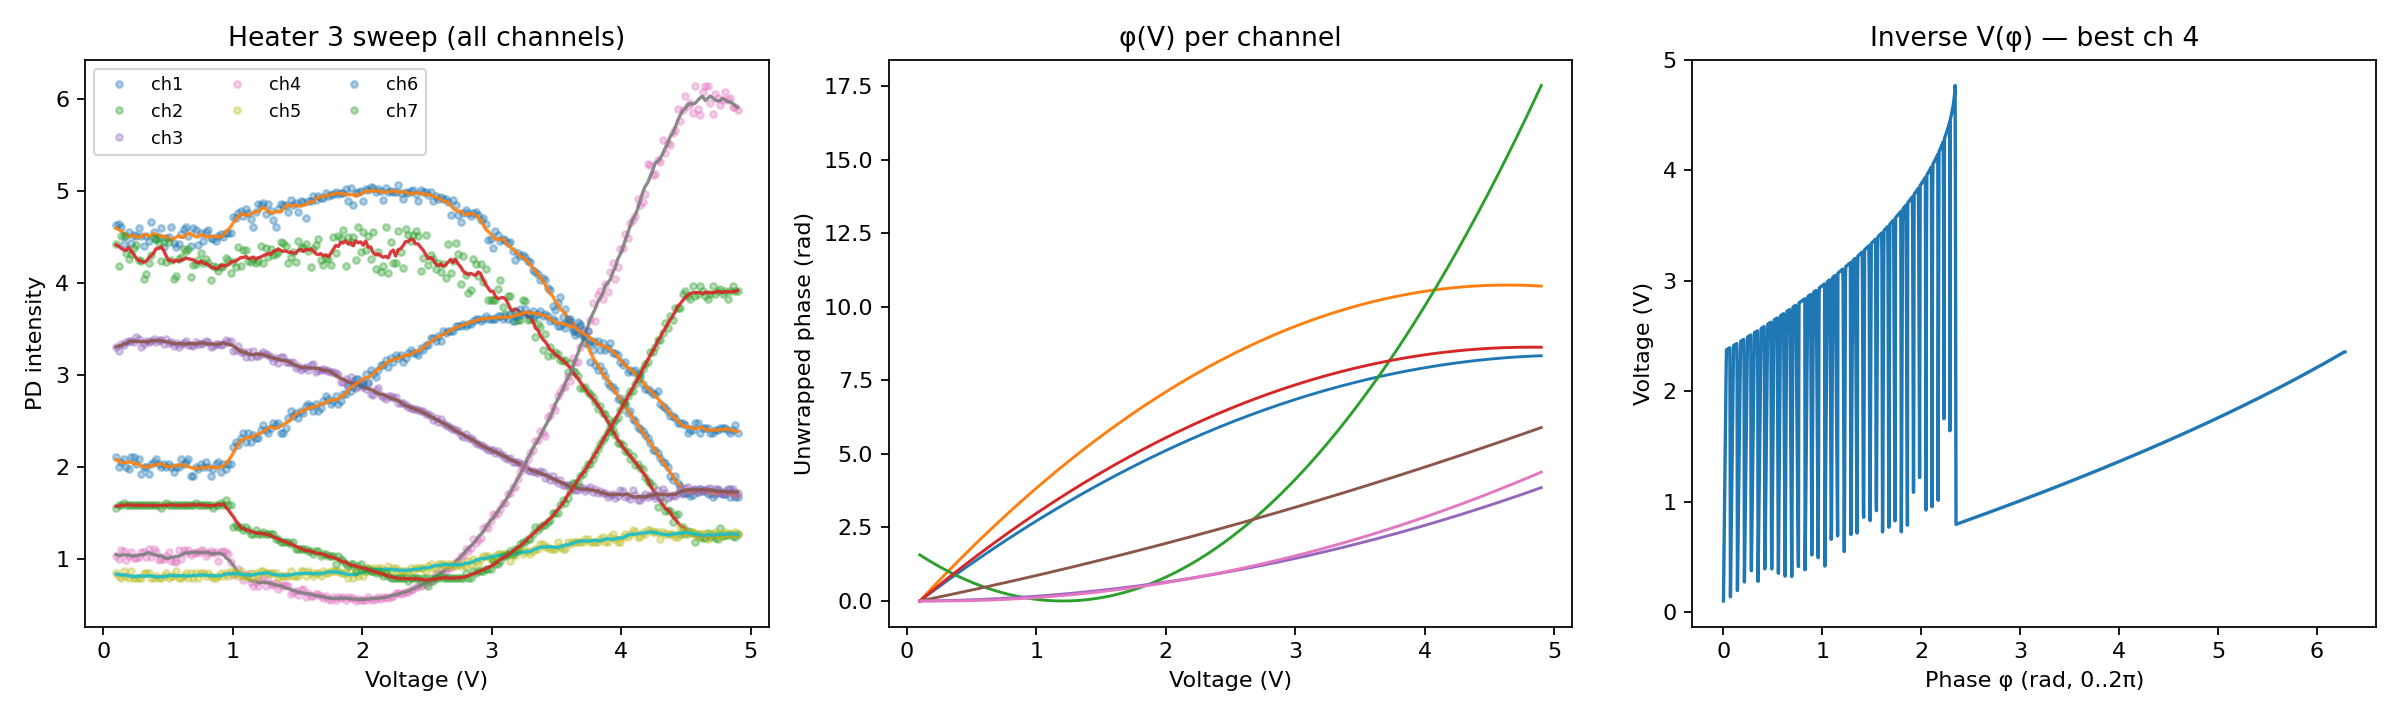 Heater 3 sweep (all channels)
PD intensity
6
5
4
3
2
1
ch1
ch2
ch3
ch4
ch5
ch6
ch7
0
1
2
3
4
5
Voltage (V)
φ(V) per channel
Unwrapped phase (rad)
17.5
15.0
12.5
10.0
7.5
5.0
2.5
0.0
0
1
2
3
4
5
Voltage (V)
Inverse V(φ) — best ch 4
Voltage (V)
5
4
3
2
1
0
0
1
2
3
4
5
6
Phase φ (rad, 0..2π)